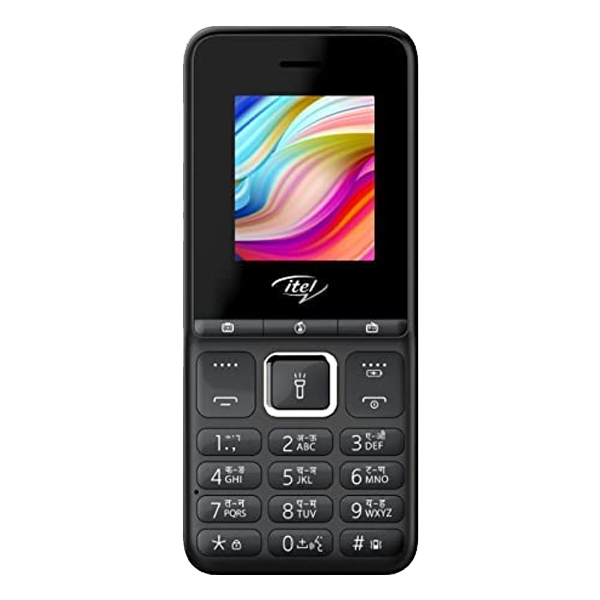 itel
1
2 अ-ऊ ABC
3 ए-औ DEF
4 क-ङ GHI
5 च-ञ JKL
6 ट-ण MNO
7 त-न PQRS
8 प-म TUV
9 य-ह WXYZ
*
0
#